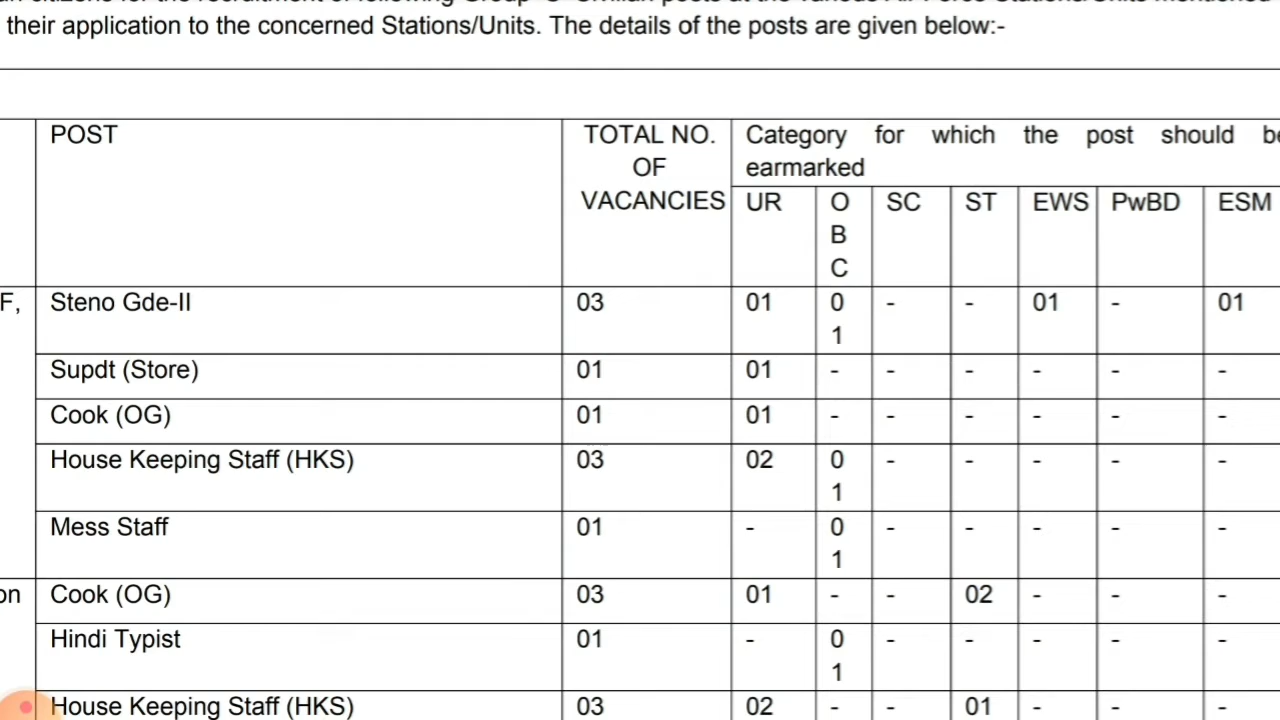 their application to the concerned Stations/Units. The details of the posts are given below:-
POST TOTAL NO. OF VACANCIES Category for which the post should be earmarked
UR OBC SC ST EWS PwBD ESM
F, Steno Gde-II 03 01 01 - - 01 - 01
Supdt (Store) 01 01 - - - - - -
Cook (OG) 01 01 - - - - - -
House Keeping Staff (HKS) 03 02 01 - - - - -
Mess Staff 01 - 01 - - - - -
on Cook (OG) 03 01 - - 02 - - -
Hindi Typist 01 - 01 - - - - -
House Keeping Staff (HKS) 03 02 - - 01 - - -